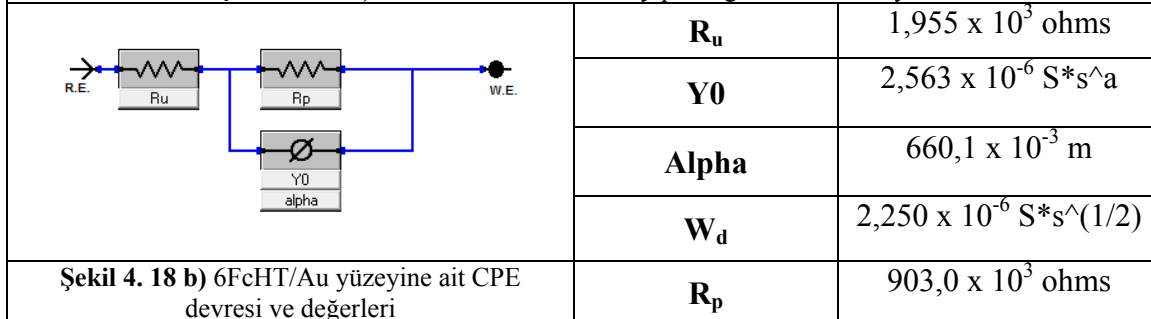 R.E.
Ru
Rp
W.E.
Y0
alpha
Şekil 4. 18 b) 6FcHT/Au yüzeyine ait CPE
devresi ve değerleri
Ru 1,955 x 10^3 ohms
Y0 2,563 x 10^-6 S*s^a
Alpha 660,1 x 10^-3 m
Wd 2,250 x 10^-6 S*s^(1/2)
Rp 903,0 x 10^3 ohms